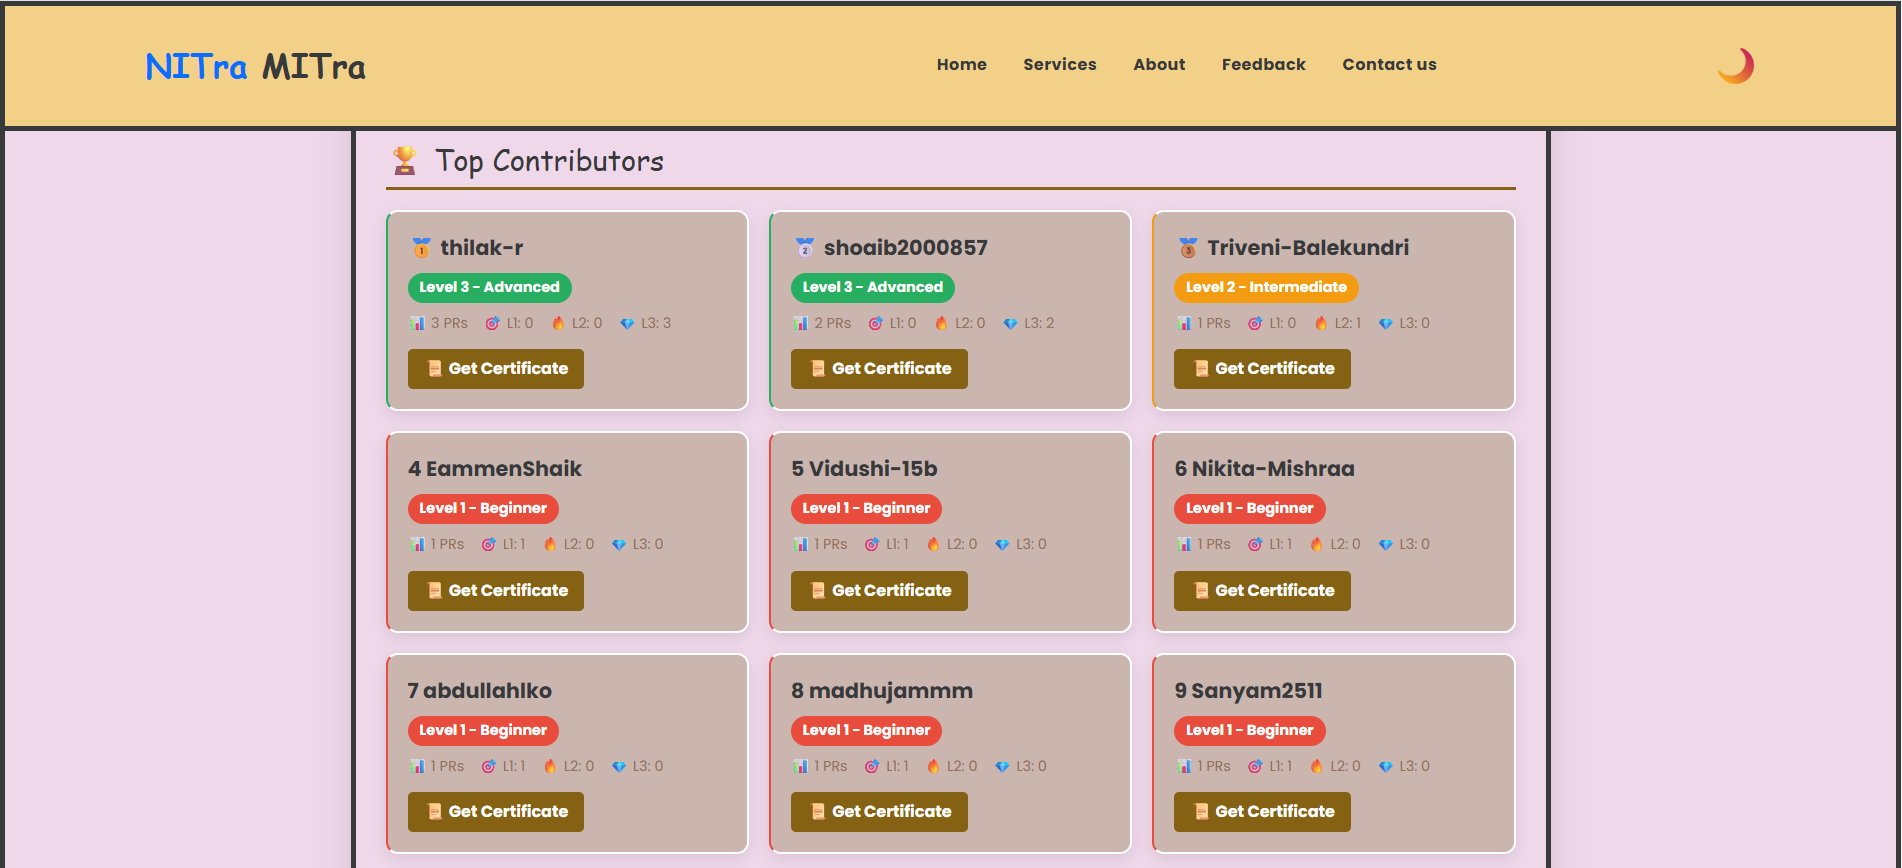 NITra MITra
Home Services About Feedback Contact us
Top Contributors
1 thilak-r
Level 3 - Advanced
3 PRs L1: 0 L2: 0 L3: 3
Get Certificate
2 shoaib2000857
Level 3 - Advanced
2 PRs L1: 0 L2: 0 L3: 2
Get Certificate
3 Triveni-Balekundri
Level 2 - Intermediate
1 PRs L1: 0 L2: 1 L3: 0
Get Certificate
4 EammenShaik
Level 1 - Beginner
1 PRs L1: 1 L2: 0 L3: 0
Get Certificate
5 Vidushi-15b
Level 1 - Beginner
1 PRs L1: 1 L2: 0 L3: 0
Get Certificate
6 Nikita-Mishraa
Level 1 - Beginner
1 PRs L1: 1 L2: 0 L3: 0
Get Certificate
7 abdullahlko
Level 1 - Beginner
1 PRs L1: 1 L2: 0 L3: 0
Get Certificate
8 madhujammm
Level 1 - Beginner
1 PRs L1: 1 L2: 0 L3: 0
Get Certificate
9 Sanyam2511
Level 1 - Beginner
1 PRs L1: 1 L2: 0 L3: 0
Get Certificate